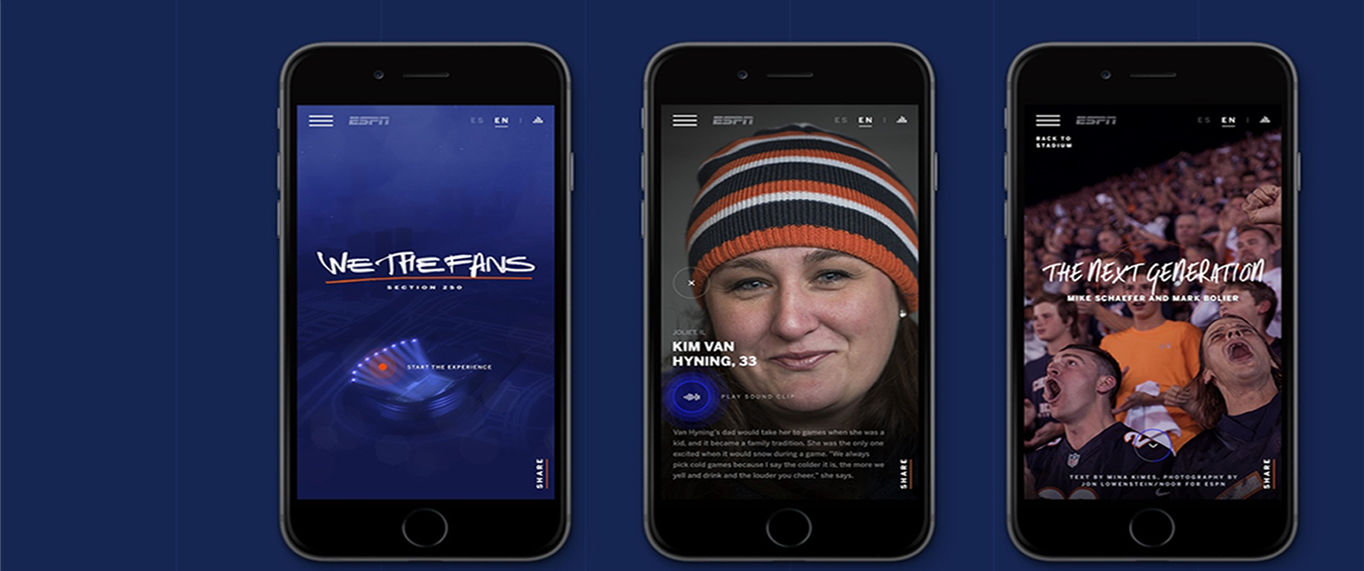 ESPN
ES EN
WE THE FANS
SECTION 250
START THE EXPERIENCE
SHARE
ESPN
ES EN
JOLIET, IL
KIM VAN
HYNING, 33
PLAY SOUND CLIP
Van Hyning's dad would take her to games when she was a
kid, and it became a family tradition. She was the only one
excited when it would snow during a game. "We always
pick cold games because I say the colder it is, the more we
yell and drink and the louder you cheer," she says.
SHARE
ESPN
ES EN
BACK TO
STADIUM
THE NEXT GENERATION
MIKE SCHAEFER AND MARK BOLIER
TEXT BY MINA KIMES, PHOTOGRAPHY BY
JON LOWENSTEIN/NOOR FOR ESPN
SHARE